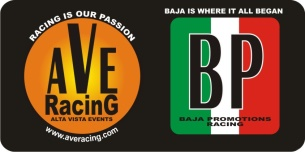 RACING IS OUR PASSION
AVE
RacinG
ALTA VISTA EVENTS
www.averacing.com
BAJA IS WHERE IT ALL BEGAN
BP
BAJA PROMOTIONS
RACING